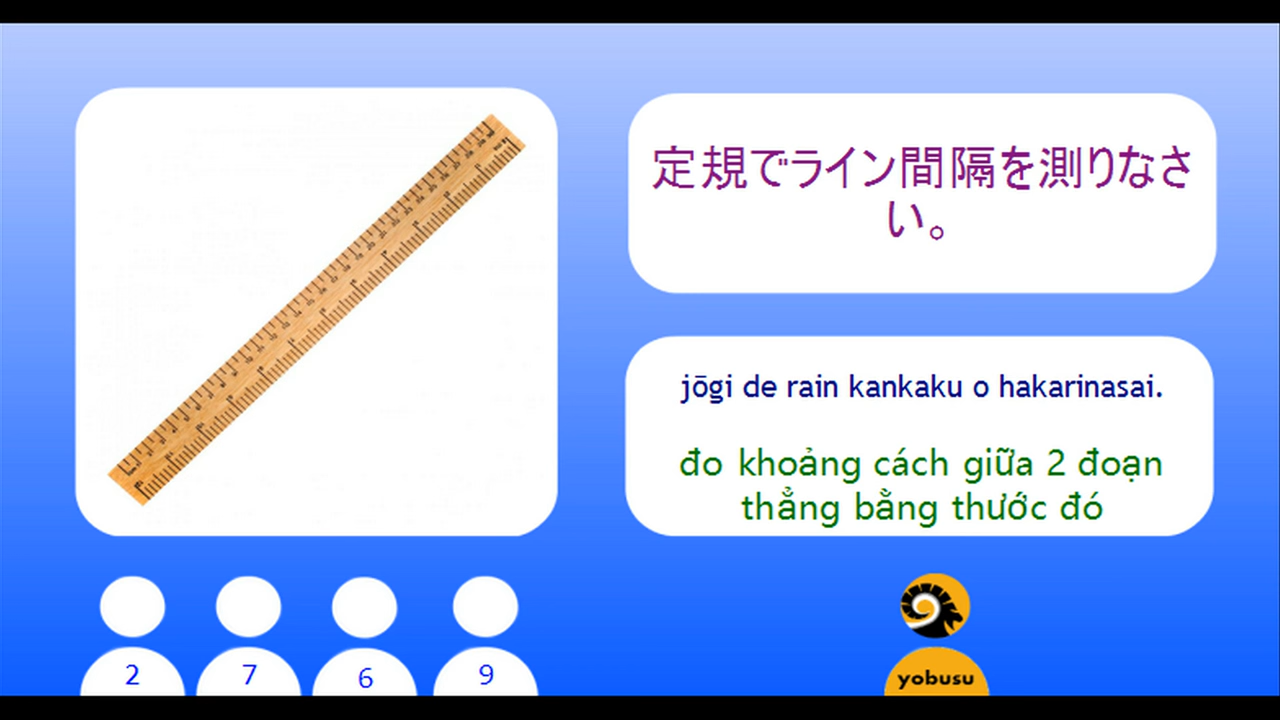 定規でライン間隔を測りなさ
い。
jōgi de rain kankaku o hakarinasai.
đo khoảng cách giữa 2 đoạn
thẳng bằng thước đó
2 7 6 9
yobusu